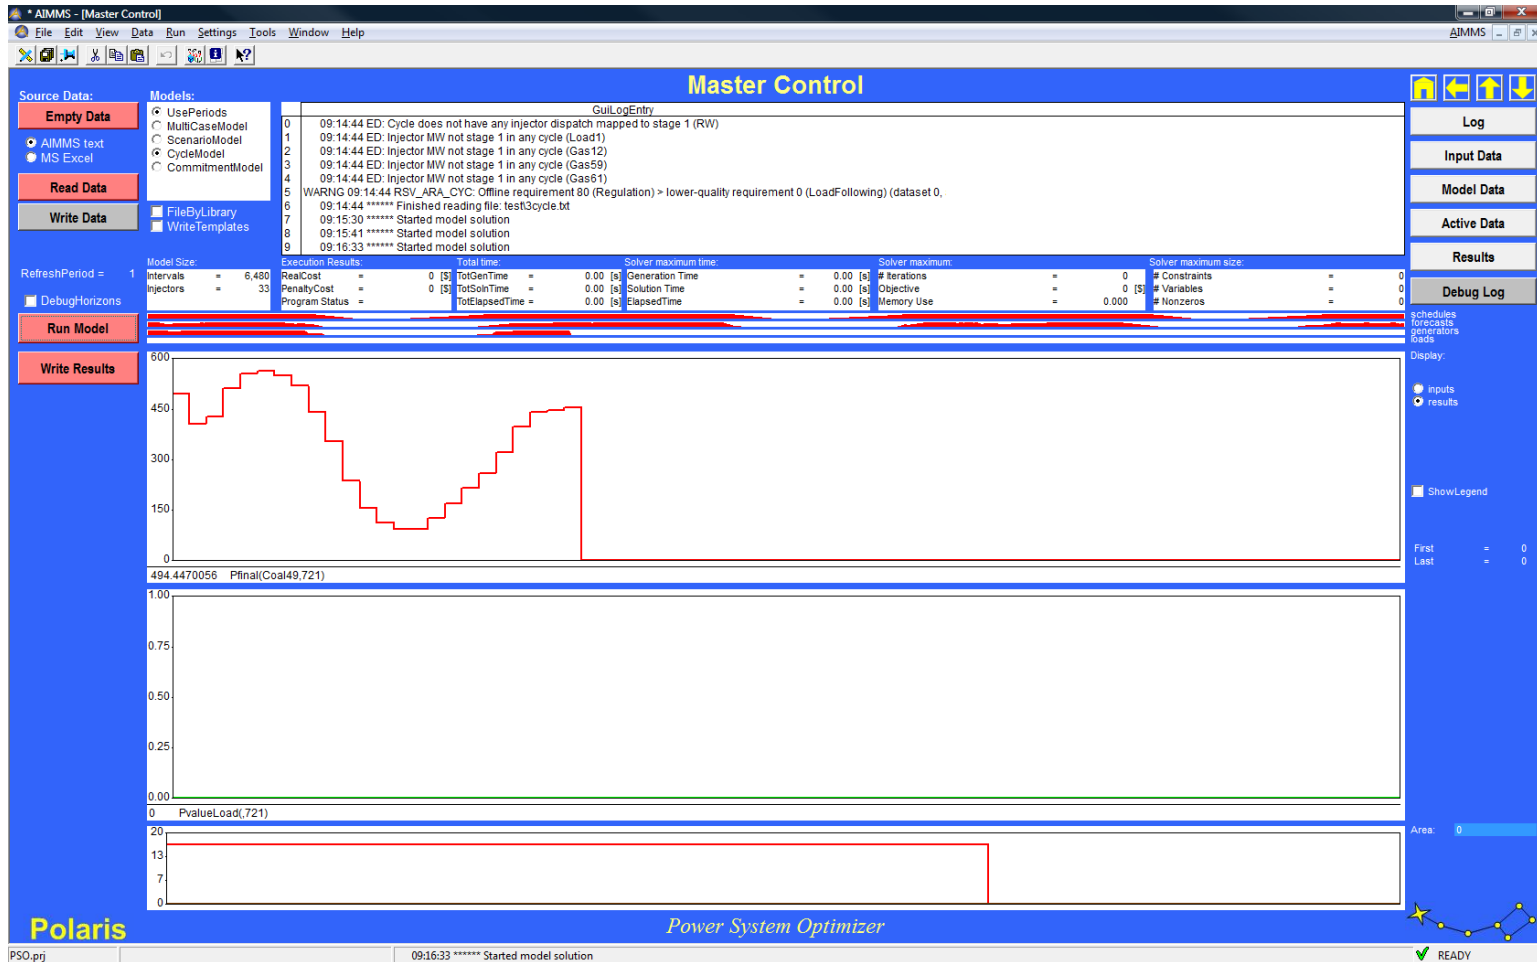 * AIMMS - [Master Control]
File Edit View Data Run Settings Tools Window Help
AIMMS
Master Control
Source Data:
Empty Data
AIMMS text
MS Excel
Read Data
Write Data
RefreshPeriod = 1
DebugHorizons
Run Model
Write Results
Models:
UsePeriods
MultiCaseModel
ScenarioModel
CycleModel
CommitmentModel
FileByLibrary
WriteTemplates
GuiLogEntry
0 09:14:44 ED: Cycle does not have any injector dispatch mapped to stage 1 (RW)
1 09:14:44 ED: Injector MW not stage 1 in any cycle (Load1)
2 09:14:44 ED: Injector MW not stage 1 in any cycle (Gas12)
3 09:14:44 ED: Injector MW not stage 1 in any cycle (Gas59)
4 09:14:44 ED: Injector MW not stage 1 in any cycle (Gas61)
5 WARNG 09:14:44 RSV_ARA_CYC: Offline requirement 80 (Regulation) > lower-quality requirement 0 (LoadFollowing) (dataset 0,
6 09:14:44 ****** Finished reading file: test\3cycle.txt
7 09:15:30 ****** Started model solution
8 09:15:41 ****** Started model solution
9 09:16:33 ****** Started model solution
Model Size: Execution Results: Total time: Solver maximum time: Solver maximum: Solver maximum size:
Intervals = 6,480 RealCost = 0 [$] TotGenTime = 0.00 [s] Generation Time = 0.00 [s] # Iterations = 0 # Constraints = 0
Injectors = 33 PenaltyCost = 0 [$] TotSolnTime = 0.00 [s] Solution Time = 0.00 [s] Objective = 0 [$] # Variables = 0
Program Status = TotElapsedTime = 0.00 [s] ElapsedTime = 0.00 [s] Memory Use = 0.000 # Nonzeros = 0
600
450
300
150
0
494.4470056 Pfinal(Coal49,721)
1.00
0.75
0.50
0.25
0.00
0 PvalueLoad(,721)
20
13
7
0
Log
Input Data
Model Data
Active Data
Results
Debug Log
schedules
forecasts
generators
loads
Display:
inputs
results
ShowLegend
First = 0
Last = 0
Area: 0
Polaris
Power System Optimizer
PSO.prj
09:16:33 ****** Started model solution
READY